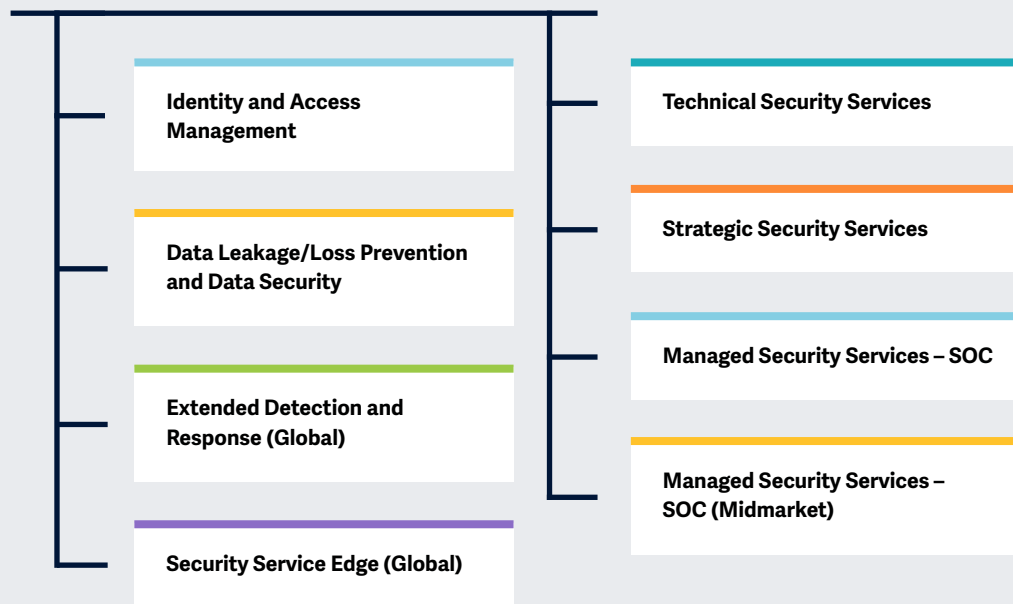 Identity and Access
Management
Data Leakage/Loss Prevention
and Data Security
Extended Detection and
Response (Global)
Security Service Edge (Global)
Technical Security Services
Strategic Security Services
Managed Security Services – SOC
Managed Security Services –
SOC (Midmarket)